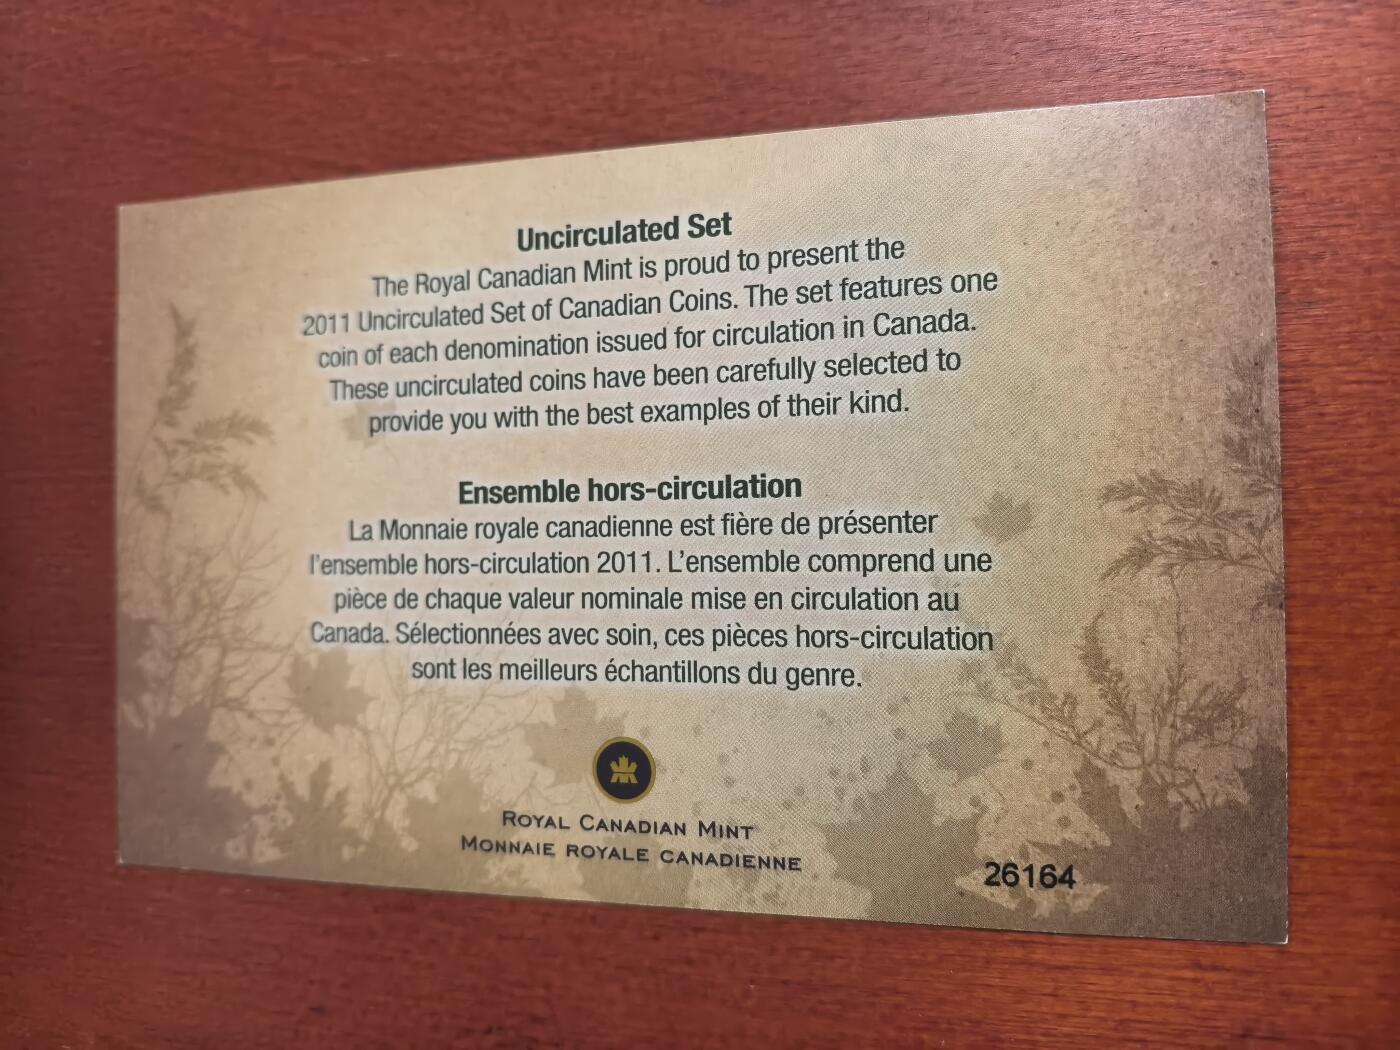 Uncirculated Set
The Royal Canadian Mint is proud to present the
2011 Uncirculated Set of Canadian Coins. The set features one
coin of each denomination issued for circulation in Canada.
These uncirculated coins have been carefully selected to
provide you with the best examples of their kind.
Ensemble hors-circulation
La Monnaie royale canadienne est fière de présenter
l'ensemble hors-circulation 2011. L'ensemble comprend une
pièce de chaque valeur nominale mise en circulation au
Canada. Sélectionnées avec soin, ces pièces hors-circulation
sont les meilleurs échantillons du genre.
Royal Canadian Mint
Monnaie royale canadienne
26164